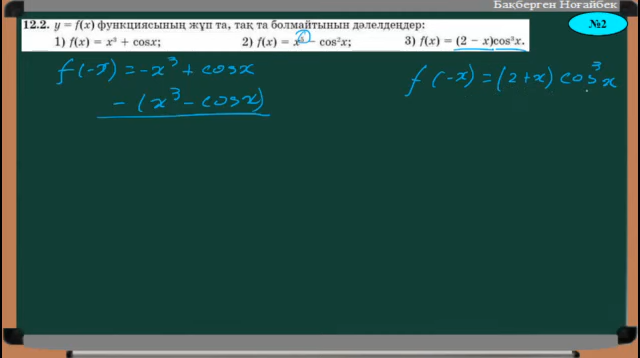 Бақберген Ногайбек
№2
12.2. y = f(x) функциясының жұп та, тақ та болмайтынын дәлелдеңдер:
1) f(x) = x³ + cosx; 2) f(x) = x⁵ − cos²x; 3) f(x) = (2 − x)cos³x.
f(-x) = -x³ + cosx
- (x³ - cosx)
f(-x) = (2+x) cos³x